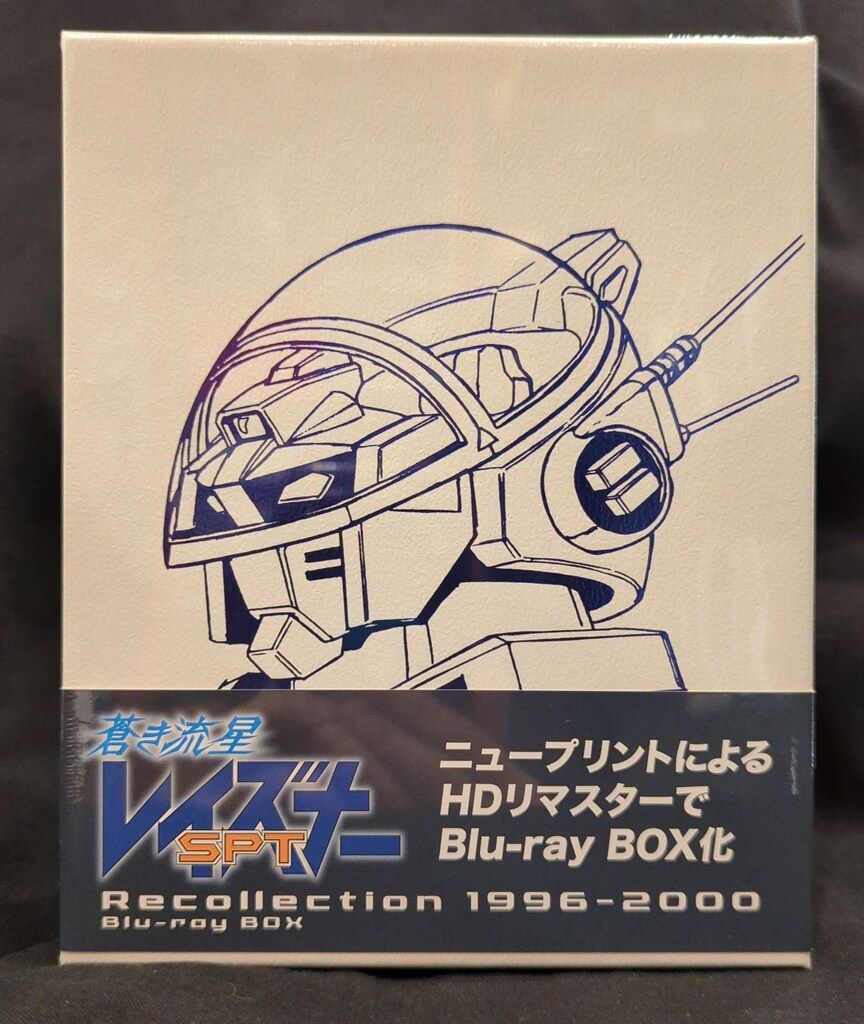 蒼き流星
SPT
レイズナー
ニュープリントによる
HDリマスターで
Blu-ray BOX化
Recollection 1996-2000
Blu-ray BOX